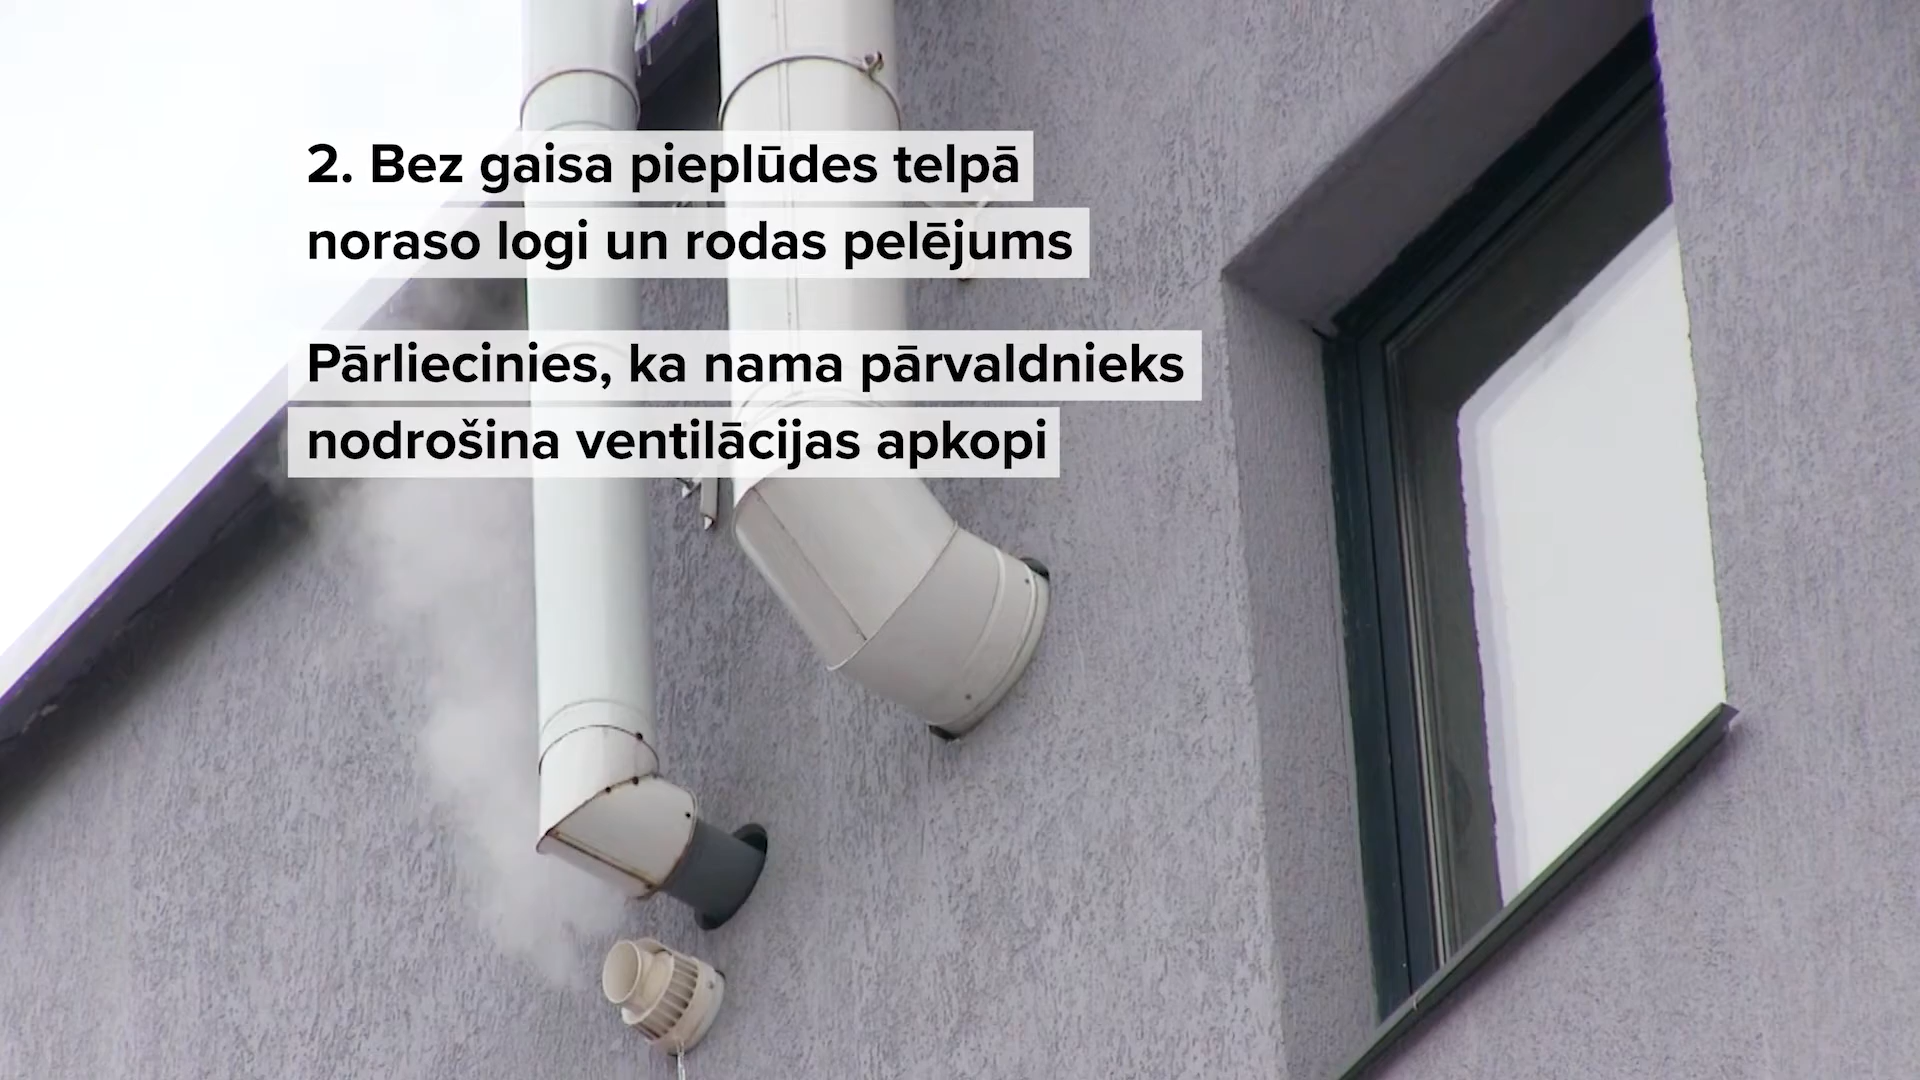 2. Bez gaisa pieplūdes telpā
noraso logi un rodas pelējums
Pārliecinies, ka nama pārvaldnieks
nodrošina ventilācijas apkopi